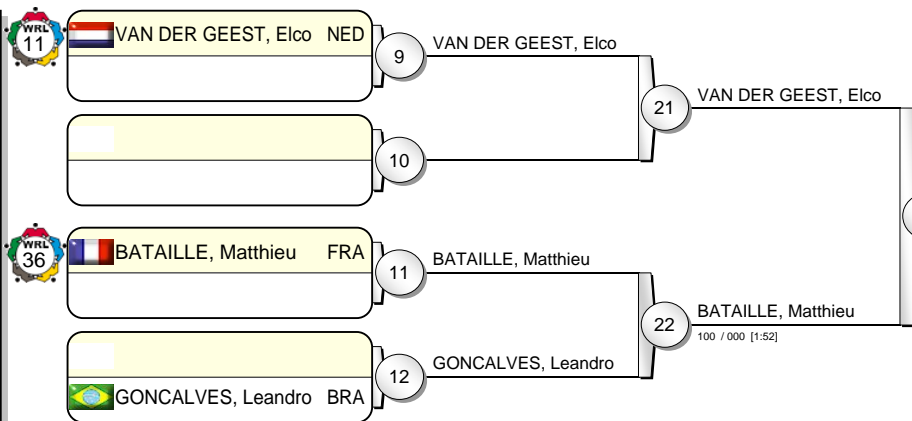 WRL
11
VAN DER GEEST, Elco NED
9
VAN DER GEEST, Elco
21
VAN DER GEEST, Elco
10
WRL
36
BATAILLE, Matthieu FRA
11
BATAILLE, Matthieu
22
BATAILLE, Matthieu
100 / 000 [1:52]
12
GONCALVES, Leandro
GONCALVES, Leandro BRA